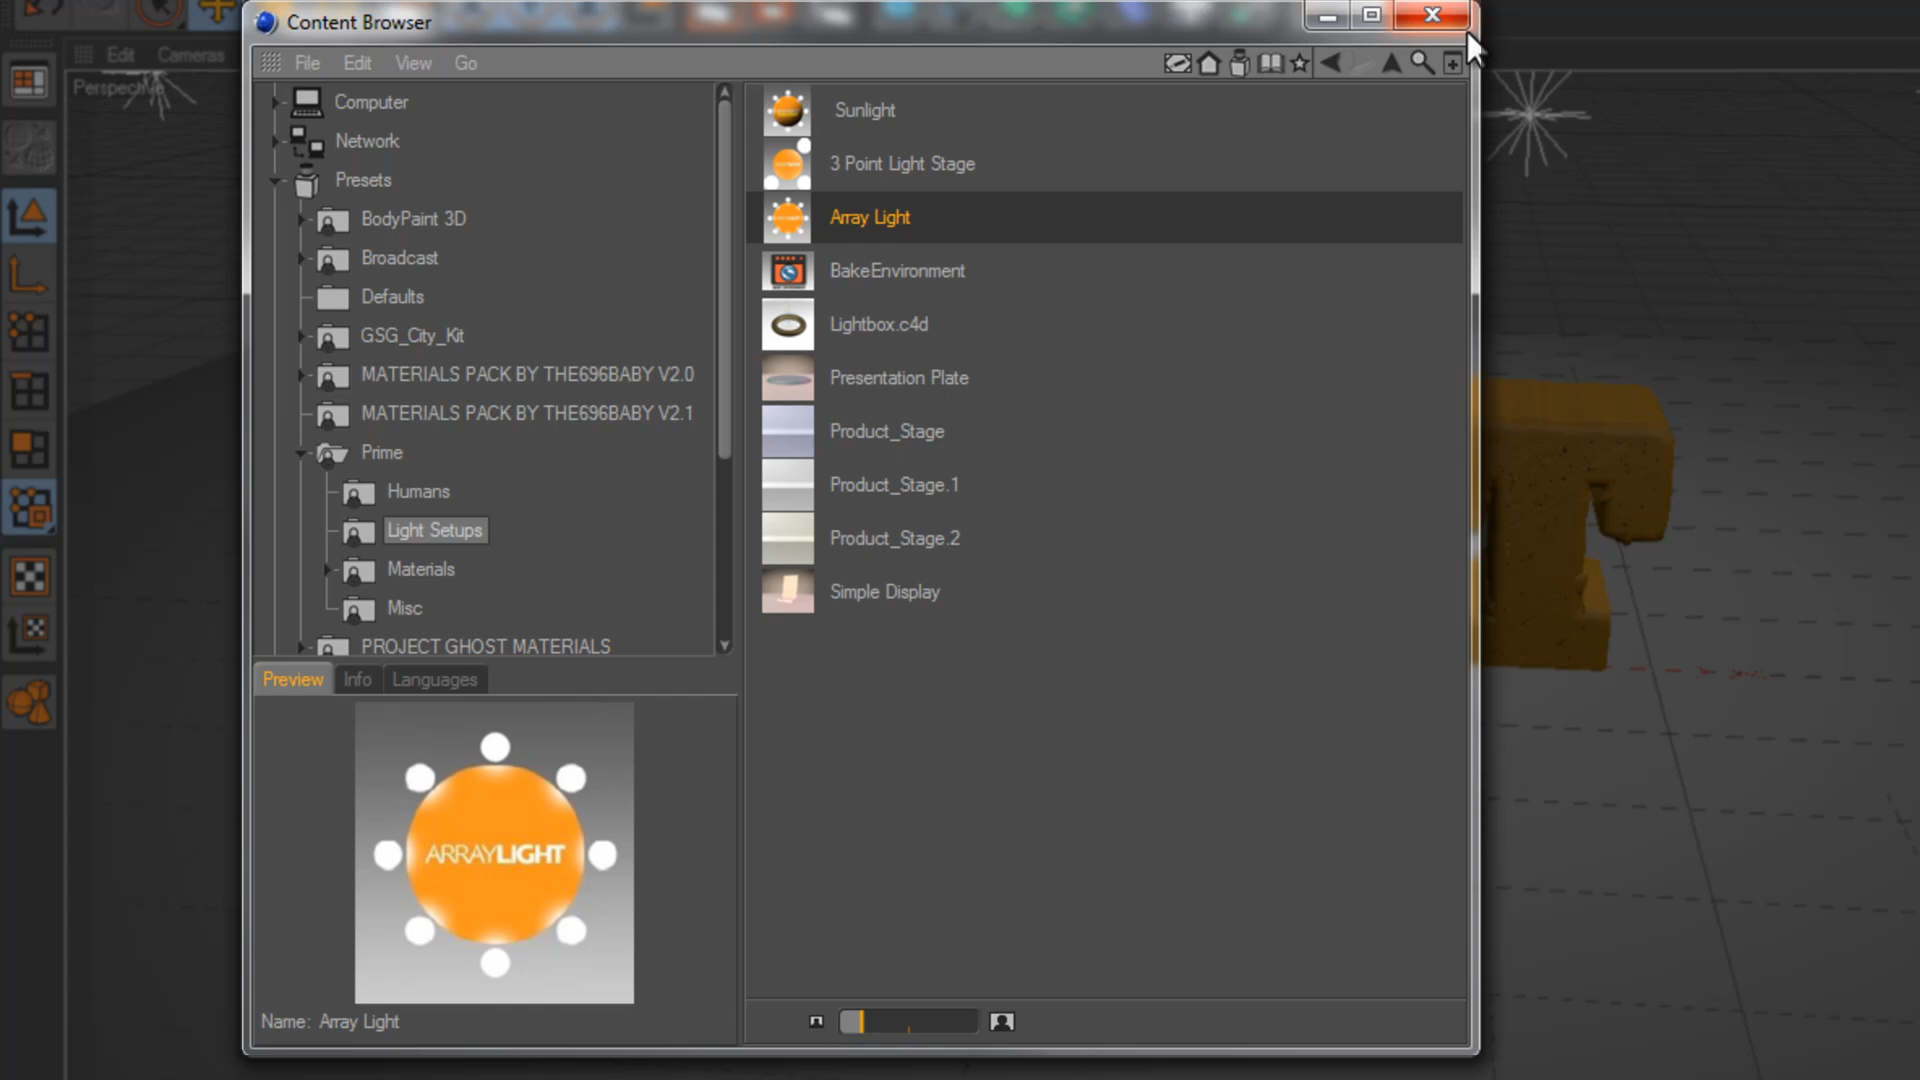 Content Browser
File Edit View Go
Edit Cameras
Perspective
Computer
Network
Presets
BodyPaint 3D
Broadcast
Defaults
GSG_City_Kit
MATERIALS PACK BY THE696BABY V2.0
MATERIALS PACK BY THE696BABY V2.1
Prime
Humans
Light Setups
Materials
Misc
PROJECT GHOST MATERIALS
Sunlight
3 Point Light Stage
Array Light
BakeEnvironment
Lightbox.c4d
Presentation Plate
Product_Stage
Product_Stage.1
Product_Stage.2
Simple Display
Preview Info Languages
ARRAYLIGHT
Name: Array Light